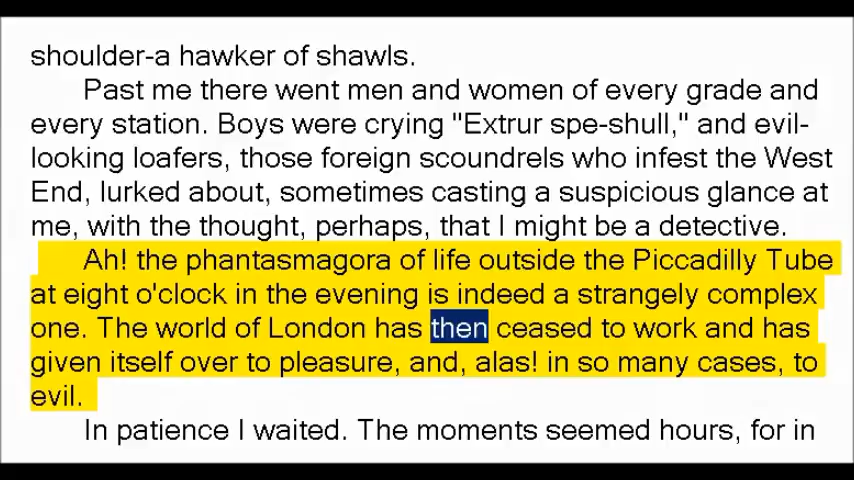 shoulder-a hawker of shawls.
Past me there went men and women of every grade and
every station. Boys were crying "Extrur spe-shull," and evil-
looking loafers, those foreign scoundrels who infest the West
End, lurked about, sometimes casting a suspicious glance at
me, with the thought, perhaps, that I might be a detective.
Ah! the phantasmagora of life outside the Piccadilly Tube
at eight o'clock in the evening is indeed a strangely complex
one. The world of London has then ceased to work and has
given itself over to pleasure, and, alas! in so many cases, to
evil.
In patience I waited. The moments seemed hours, for in